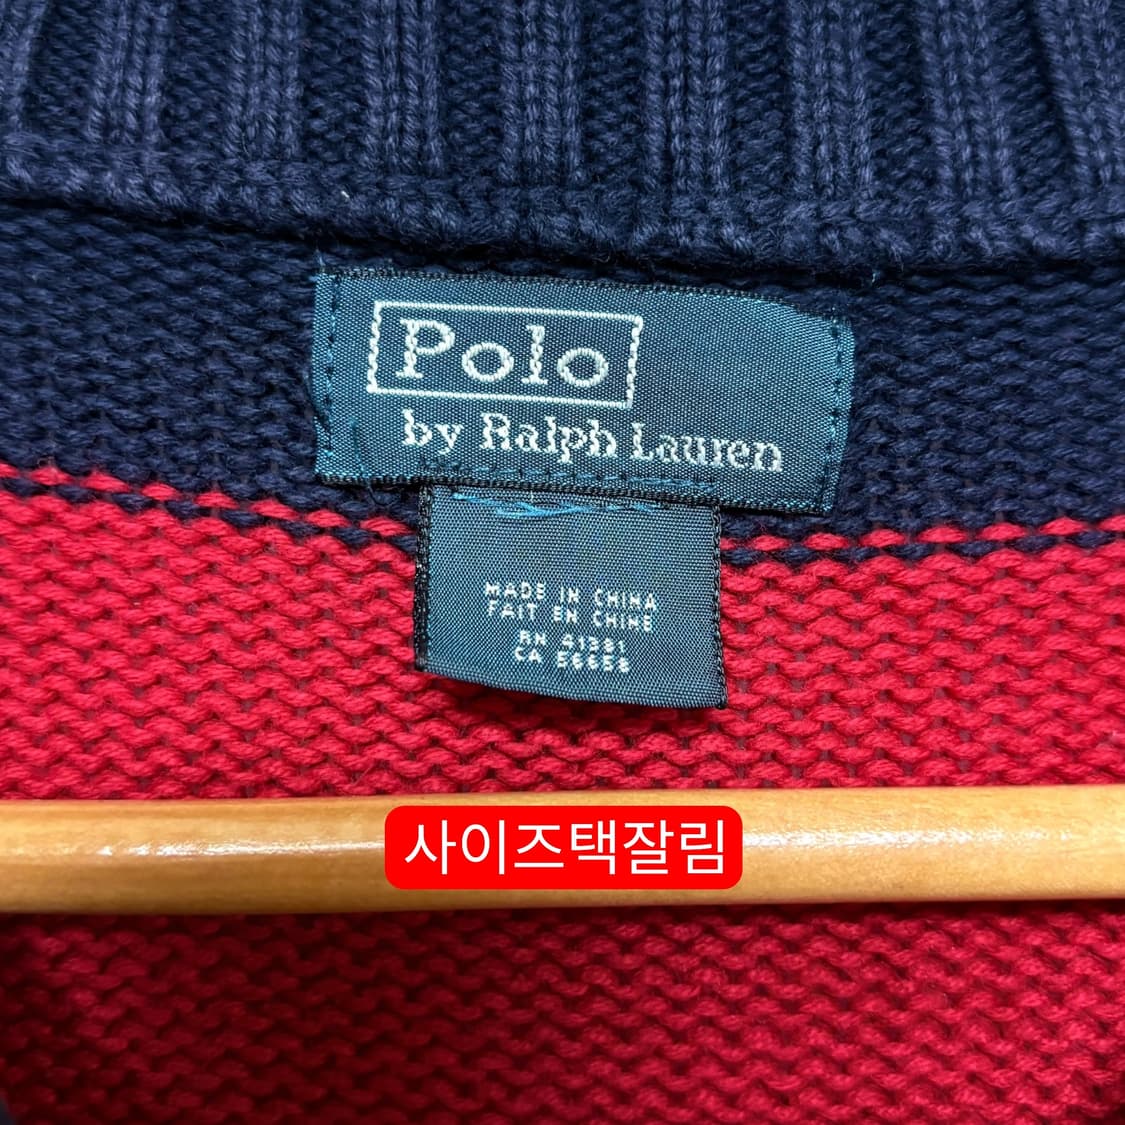 Polo
by Ralph Lauren
MADE IN CHINA
FAIT EN CHINE
RN 41381
CA 56658
사이즈택잘림